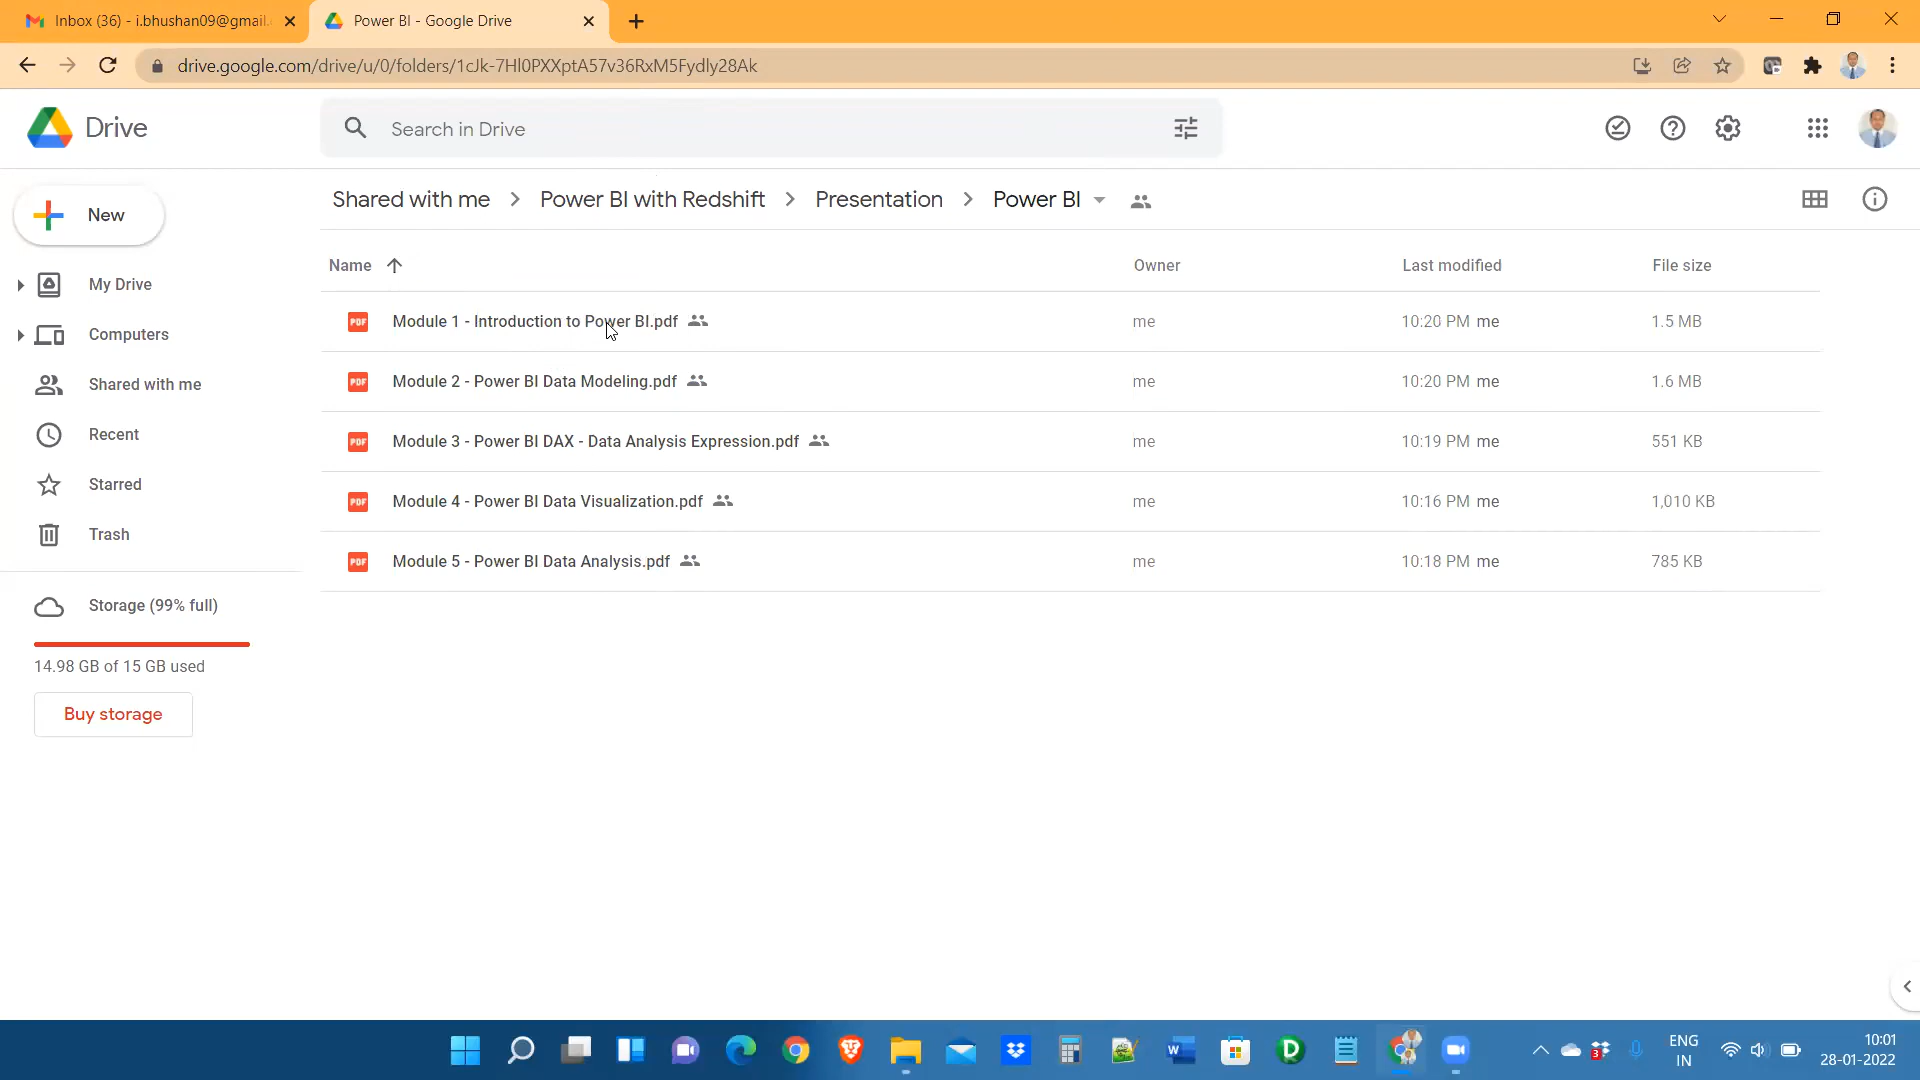 Inbox (36) - i.bhushan09@gmail.
Power BI - Google Drive
drive.google.com/drive/u/0/folders/1cJk-7Hl0PXXptA57v36RxM5Fydly28Ak
Drive
Search in Drive
New
Shared with me > Power BI with Redshift > Presentation > Power BI
My Drive
Computers
Shared with me
Recent
Starred
Trash
Storage (99% full)
14.98 GB of 15 GB used
Buy storage
Name Owner Last modified File size
PDF Module 1 - Introduction to Power BI.pdf me 10:20 PM me 1.5 MB
PDF Module 2 - Power BI Data Modeling.pdf me 10:20 PM me 1.6 MB
PDF Module 3 - Power BI DAX - Data Analysis Expression.pdf me 10:19 PM me 551 KB
PDF Module 4 - Power BI Data Visualization.pdf me 10:16 PM me 1,010 KB
PDF Module 5 - Power BI Data Analysis.pdf me 10:18 PM me 785 KB
W
D
3
ENG
IN
10:01
28-01-2022